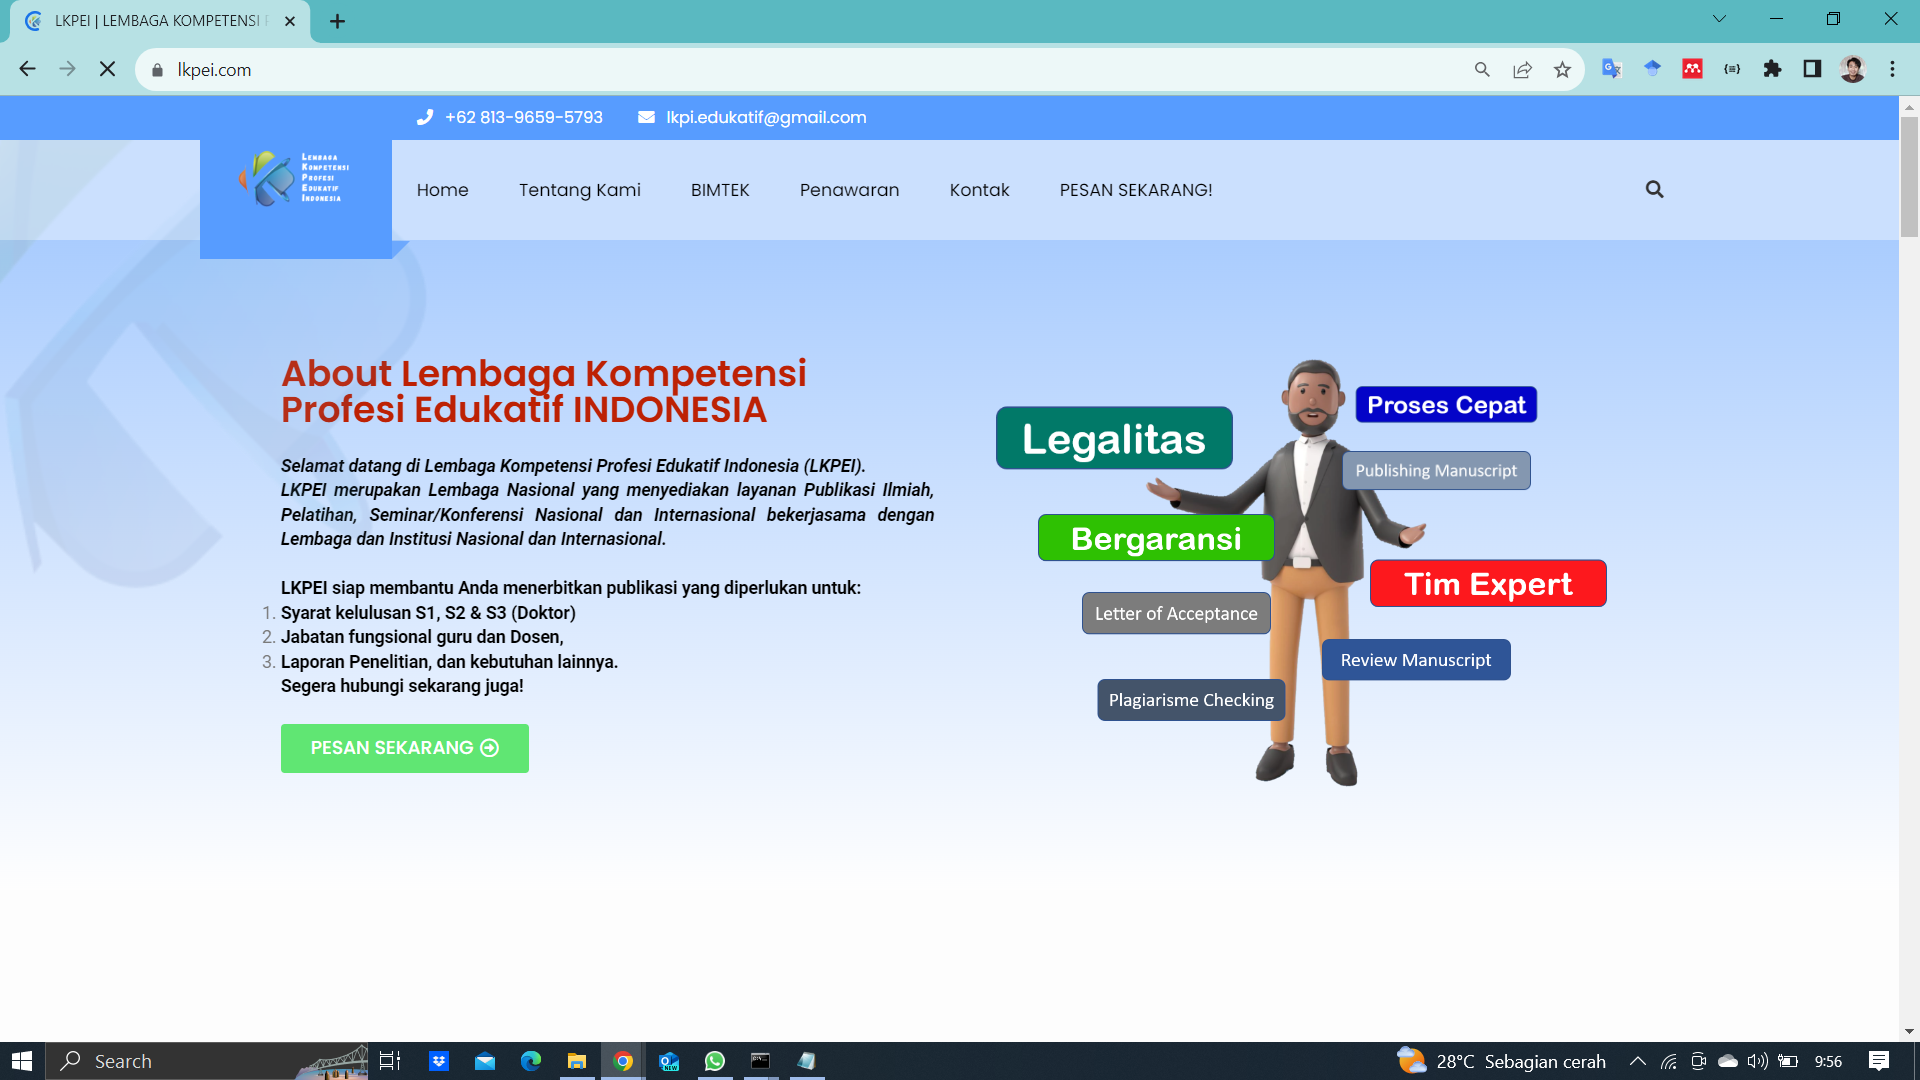 LKPEI | LEMBAGA KOMPETENSI
lkpei.com
+62 813-9659-5793
lkpi.edukatif@gmail.com
LEMBAGA
KOMPETENSI
PROFESI
EDUKATIF
INDONESIA
Home
Tentang Kami
BIMTEK
Penawaran
Kontak
PESAN SEKARANG!
About Lembaga Kompetensi
Profesi Edukatif INDONESIA
Selamat datang di Lembaga Kompetensi Profesi Edukatif Indonesia (LKPEI).
LKPEI merupakan Lembaga Nasional yang menyediakan layanan Publikasi Ilmiah,
Pelatihan, Seminar/Konferensi Nasional dan Internasional bekerjasama dengan
Lembaga dan Institusi Nasional dan Internasional.
LKPEI siap membantu Anda menerbitkan publikasi yang diperlukan untuk:
1. Syarat kelulusan S1, S2 & S3 (Doktor)
2. Jabatan fungsional guru dan Dosen,
3. Laporan Penelitian, dan kebutuhan lainnya.
Segera hubungi sekarang juga!
PESAN SEKARANG
Proses Cepat
Legalitas
Publishing Manuscript
Bergaransi
Tim Expert
Letter of Acceptance
Review Manuscript
Plagiarisme Checking
Search
28°C Sebagian cerah
9:56